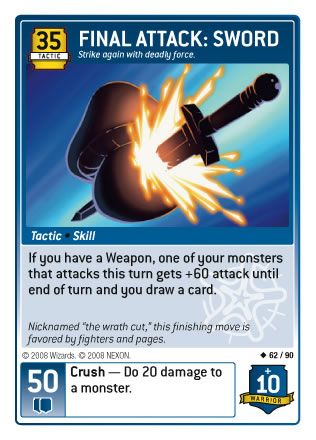 35
TACTIC
FINAL ATTACK: SWORD
Strike again with deadly force.
Tactic • Skill
If you have a Weapon, one of your monsters
that attacks this turn gets +60 attack until
end of turn and you draw a card.
Nicknamed "the wrath cut," this finishing move is
favored by fighters and pages.
© 2008 Wizards. © 2008 NEXON.
◆ 62 / 90
50
Crush — Do 20 damage to
a monster.
+
10
WARRIOR